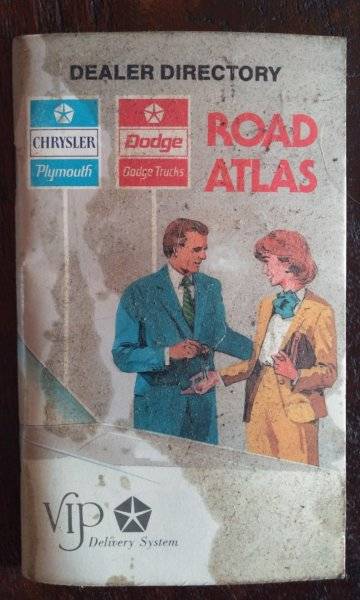 DEALER DIRECTORY
CHRYSLER
Plymouth
Dodge
Dodge Trucks
ROAD
ATLAS
VIP
Delivery System